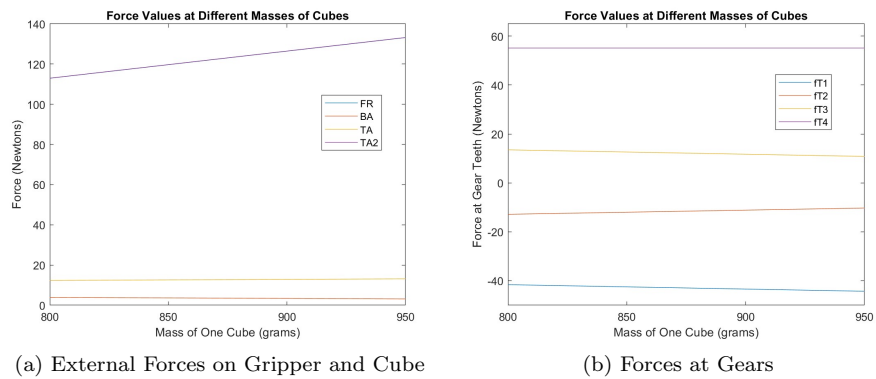 Force Values at Different Masses of Cubes
140
120
100
80
60
40
20
0
Force (Newtons)
FR
BA
TA
TA2
800
850
900
950
Mass of One Cube (grams)
(a) External Forces on Gripper and Cube
Force Values at Different Masses of Cubes
60
40
20
0
-20
-40
Force at Gear Teeth (Newtons)
fT1
fT2
fT3
fT4
800
850
900
950
Mass of One Cube (grams)
(b) Forces at Gears